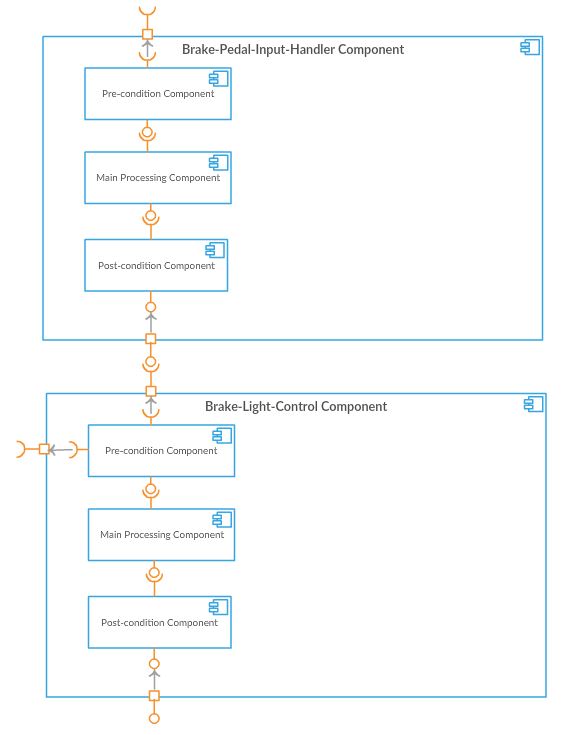 Brake-Pedal-Input-Handler Component
Pre-condition Component
Main Processing Component
Post-condition Component
Brake-Light-Control Component
Pre-condition Component
Main Processing Component
Post-condition Component